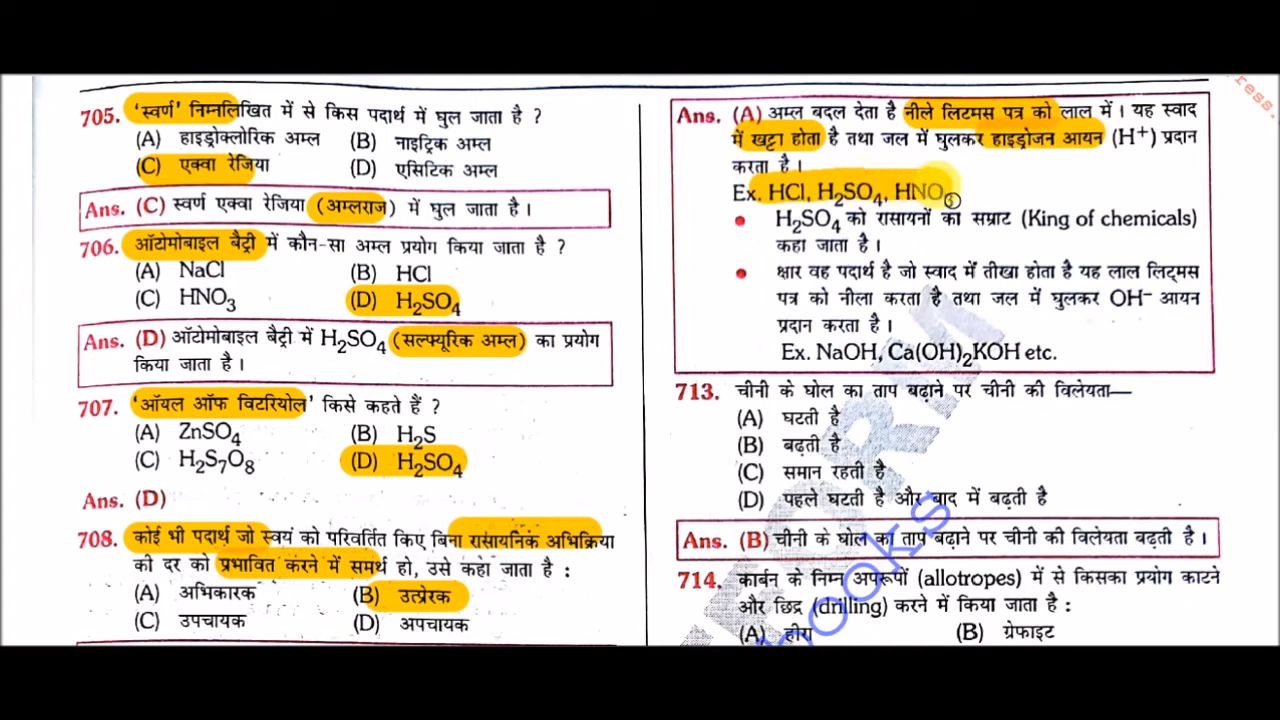 705. 'स्वर्ण' निम्नलिखित में से किस पदार्थ में घुल जाता है ?
(A) हाइड्रोक्लोरिक अम्ल (B) नाइट्रिक अम्ल
(C) एक्वा रेजिया (D) एसिटिक अम्ल
Ans. (C) स्वर्ण एक्वा रेजिया (अम्लराज) में घुल जाता है।
706. ऑटोमोबाइल बैट्री में कौन-सा अम्ल प्रयोग किया जाता है ?
(A) NaCl (B) HCl
(C) HNO₃ (D) H₂SO₄
Ans. (D) ऑटोमोबाइल बैट्री में H₂SO₄ (सल्फ्यूरिक अम्ल) का प्रयोग
किया जाता है।
707. 'ऑयल ऑफ विटरियोल' किसे कहते हैं ?
(A) ZnSO₄ (B) H₂S
(C) H₂S₇O₈ (D) H₂SO₄
Ans. (D)
708. कोई भी पदार्थ जो स्वयं को परिवर्तित किए बिना रासायनिक अभिक्रिया
की दर को प्रभावित करने में समर्थ हो, उसे कहा जाता है :
(A) अभिकारक (B) उत्प्रेरक
(C) उपचायक (D) अपचायक
Ans. (A) अम्ल बदल देता है नीले लिटमस पत्र को लाल में। यह स्वाद
में खट्टा होता है तथा जल में घुलकर हाइड्रोजन आयन (H⁺) प्रदान
करता है।
Ex. HCl, H₂SO₄, HNO₃
• H₂SO₄ को रासायनों का सम्राट (King of chemicals)
कहा जाता है।
• क्षार वह पदार्थ है जो स्वाद में तीखा होता है यह लाल लिट्मस
पत्र को नीला करता है तथा जल में घुलकर OH⁻ आयन
प्रदान करता है।
Ex. NaOH, Ca(OH)₂KOH etc.
713. चीनी के घोल का ताप बढ़ाने पर चीनी की विलेयता—
(A) घटती है
(B) बढ़ती है
(C) समान रहती है
(D) पहले घटती है और बाद में बढ़ती है
Ans. (B) चीनी के घोल का ताप बढ़ाने पर चीनी की विलेयता बढ़ती है।
714. कार्बन के निम्न अपरूपों (allotropes) में से किसका प्रयोग काटने
और छिद्र (drilling) करने में किया जाता है :
(A) हीरा (B) ग्रेफाइट
books